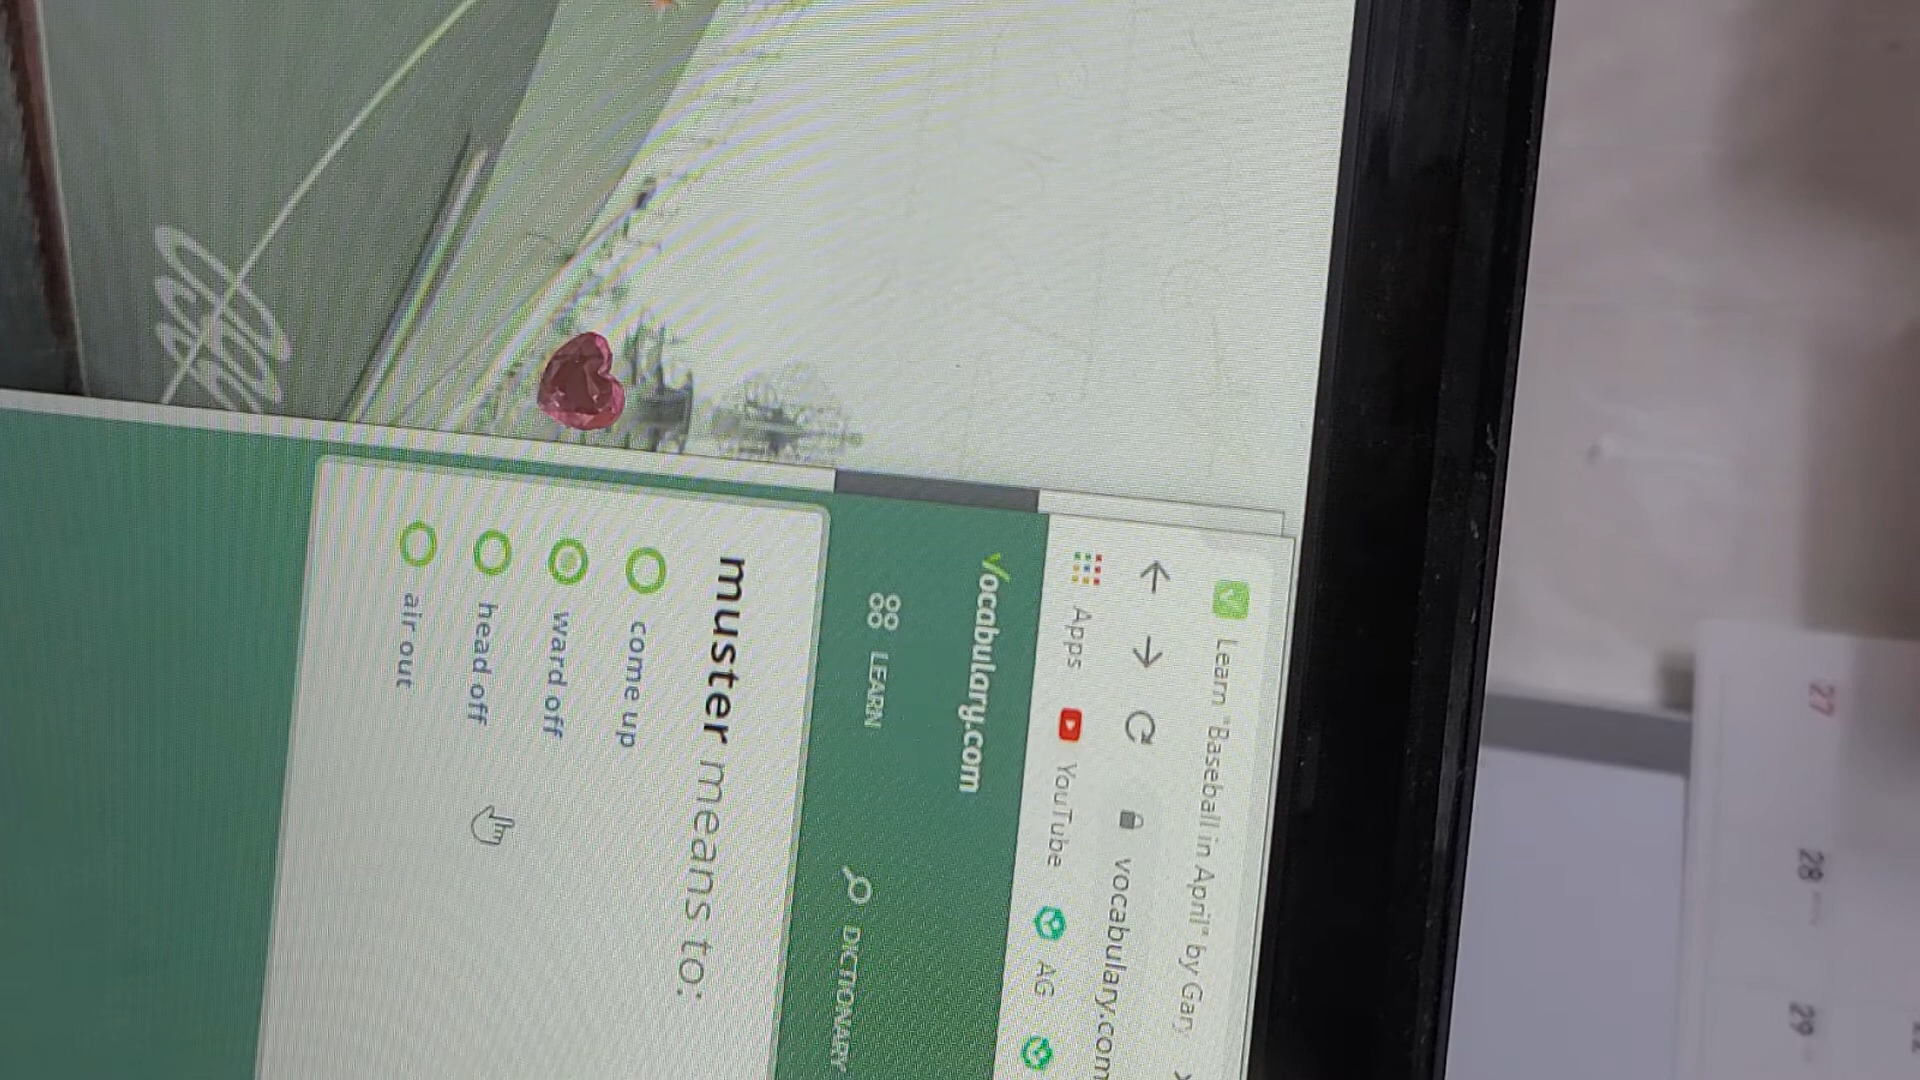 Learn "Baseball in April" by Gary
vocabulary.com
Apps YouTube AG
Vocabulary.com
LEARN DICTIONARY
muster means to:
come up
ward off
head off
air out
27 28 29